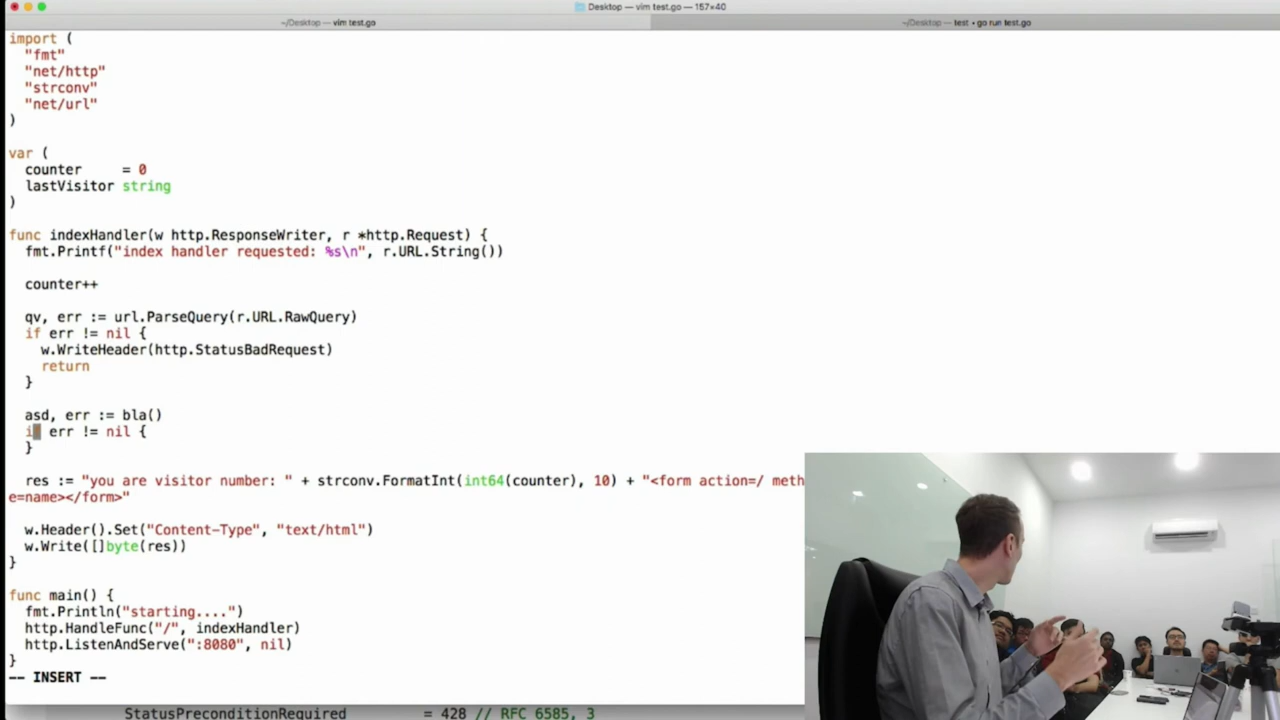 Desktop — vim test.go — 157×40
~/Desktop — vim test.go
~/Desktop — test • go run test.go
import (
"fmt"
"net/http"
"strconv"
"net/url"
)
var (
counter = 0
lastVisitor string
)
func indexHandler(w http.ResponseWriter, r *http.Request) {
fmt.Printf("index handler requested: %s\n", r.URL.String())
counter++
qv, err := url.ParseQuery(r.URL.RawQuery)
if err != nil {
w.WriteHeader(http.StatusBadRequest)
return
}
asd, err := bla()
if err != nil {
}
res := "you are visitor number: " + strconv.FormatInt(int64(counter), 10) + "<form action=/ meth
e=name></form>"
w.Header().Set("Content-Type", "text/html")
w.Write([]byte(res))
}
func main() {
fmt.Println("starting....")
http.HandleFunc("/", indexHandler)
http.ListenAndServe(":8080", nil)
}
-- INSERT --
StatusPreconditionRequired = 428 // RFC 6585, 3